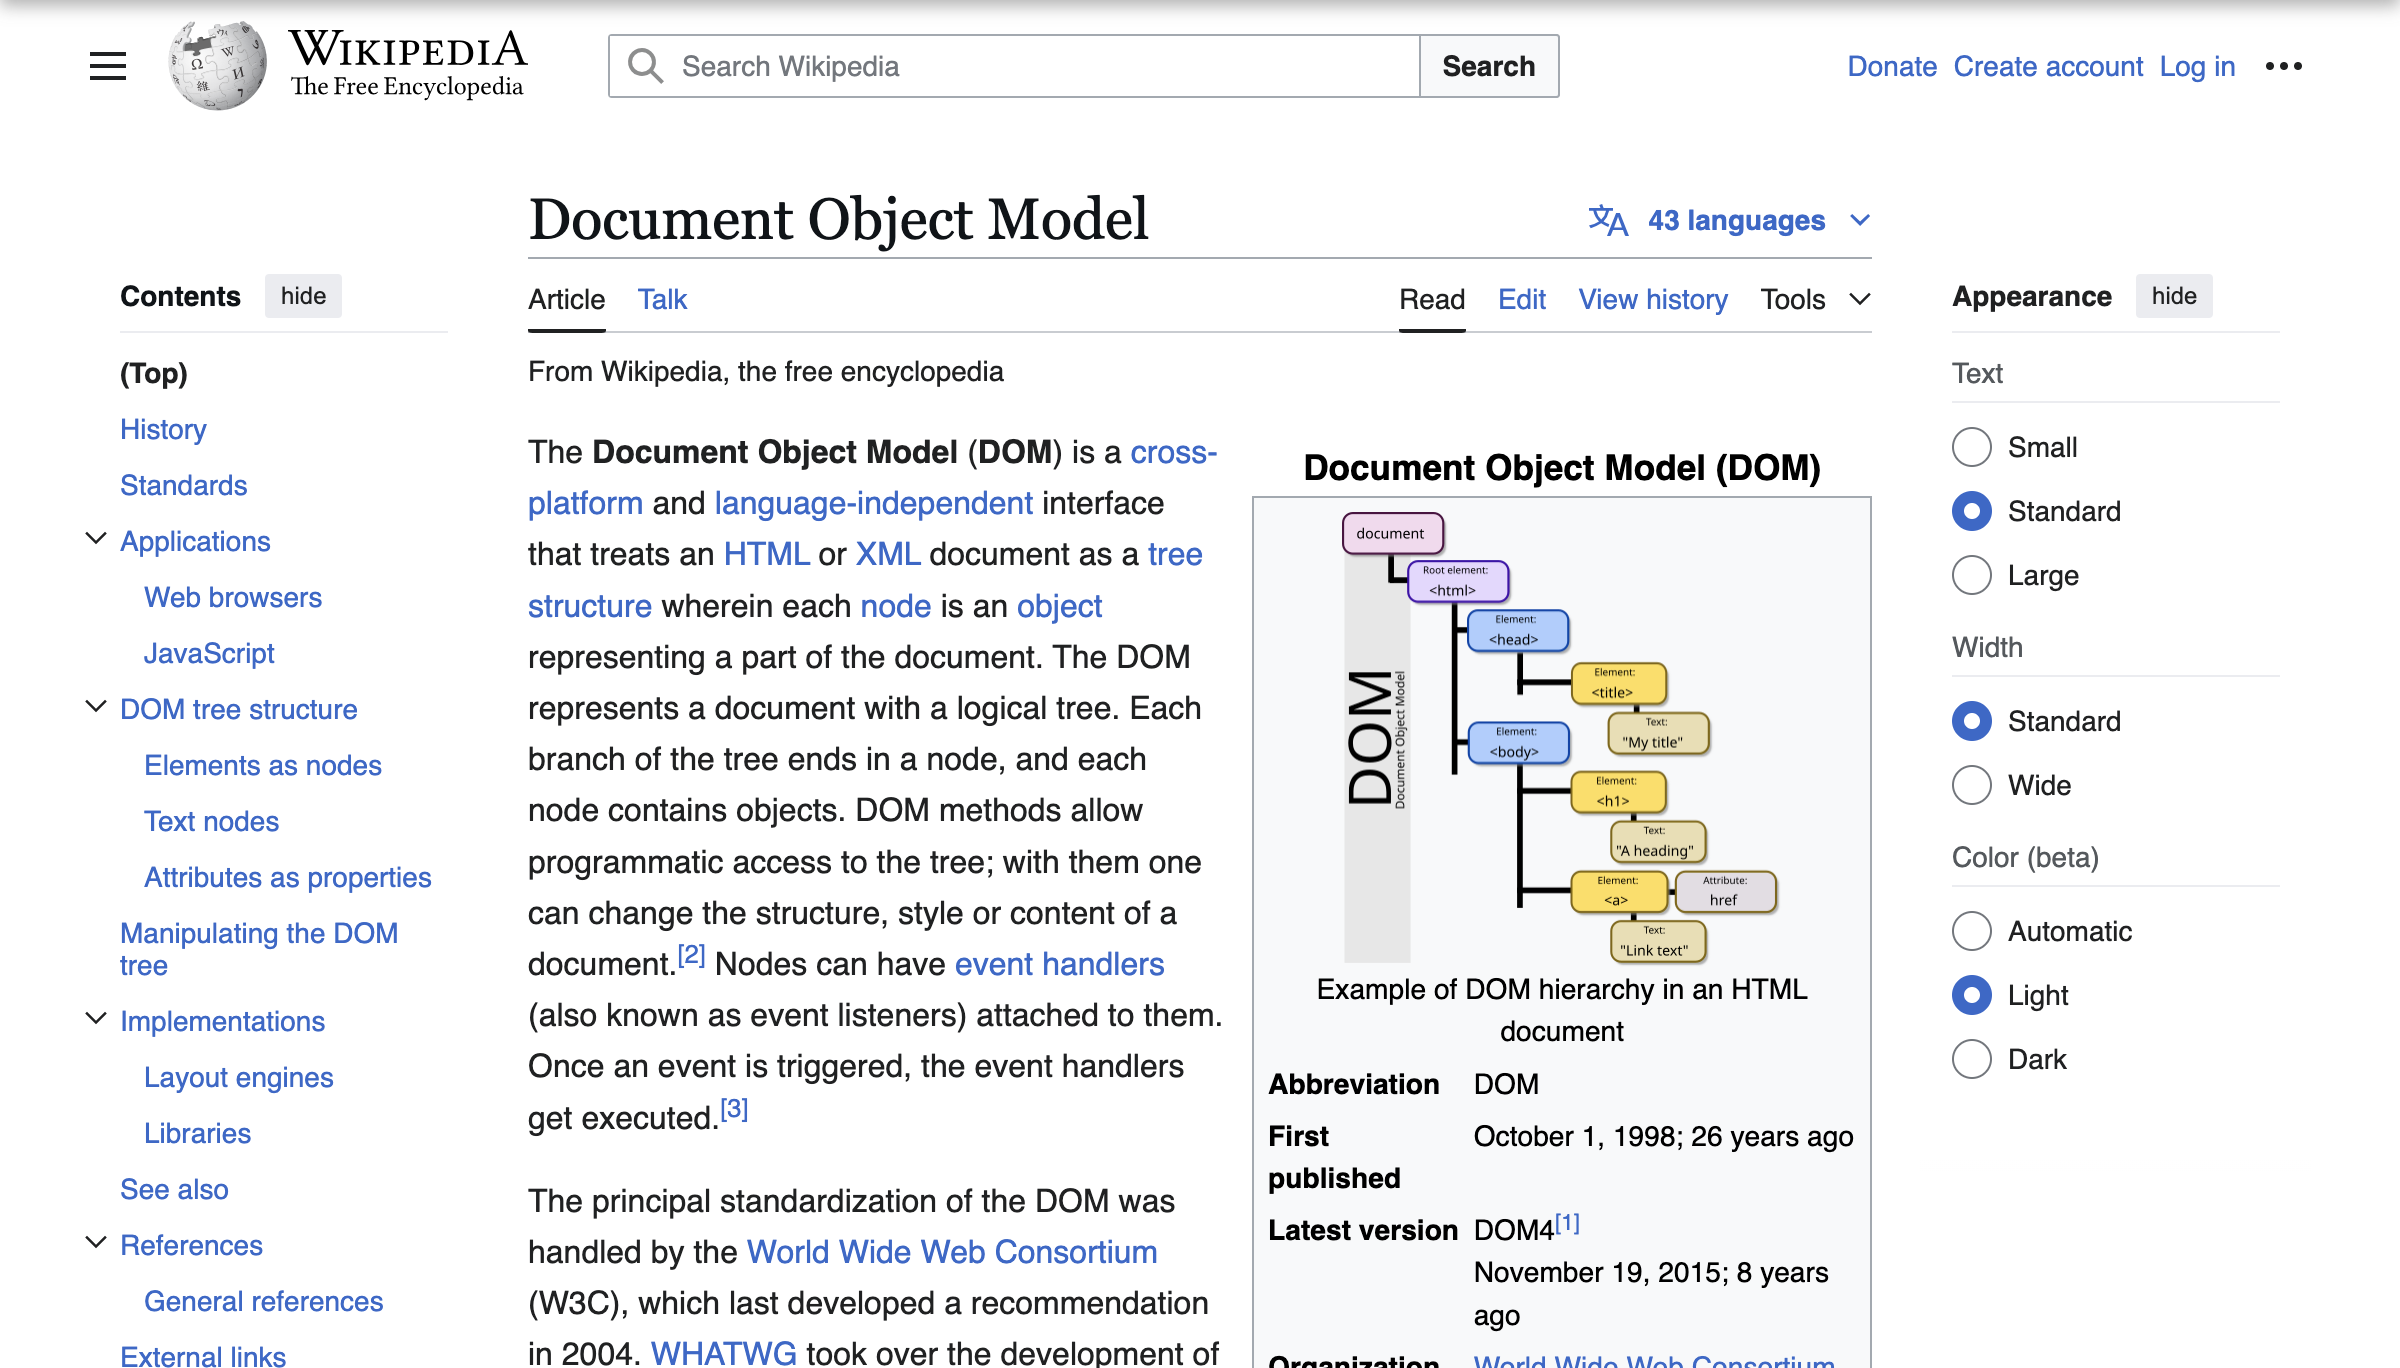 WIKIPEDIA
The Free Encyclopedia
Search Wikipedia
Search
Donate Create account Log in
Document Object Model
43 languages
Contents hide
(Top)
History
Standards
Applications
Web browsers
JavaScript
DOM tree structure
Elements as nodes
Text nodes
Attributes as properties
Manipulating the DOM
tree
Implementations
Layout engines
Libraries
See also
References
General references
External links
Article Talk
Read Edit View history Tools
From Wikipedia, the free encyclopedia
The Document Object Model (DOM) is a cross-
platform and language-independent interface
that treats an HTML or XML document as a tree
structure wherein each node is an object
representing a part of the document. The DOM
represents a document with a logical tree. Each
branch of the tree ends in a node, and each
node contains objects. DOM methods allow
programmatic access to the tree; with them one
can change the structure, style or content of a
document.[2] Nodes can have event handlers
(also known as event listeners) attached to them.
Once an event is triggered, the event handlers
get executed.[3]
The principal standardization of the DOM was
handled by the World Wide Web Consortium
(W3C), which last developed a recommendation
in 2004. WHATWG took over the development of
Document Object Model (DOM)
DOM
Document Object Model
document
Root element:
<html>
Element:
<head>
Element:
<title>
Text:
"My title"
Element:
<body>
Element:
<h1>
Text:
"A heading"
Element:
<a>
Attribute:
href
Text:
"Link text"
Example of DOM hierarchy in an HTML
document
Abbreviation DOM
First October 1, 1998; 26 years ago
published
Latest version DOM4[1]
November 19, 2015; 8 years
ago
Organization World Wide Web Consortium
Appearance hide
Text
Small
Standard
Large
Width
Standard
Wide
Color (beta)
Automatic
Light
Dark